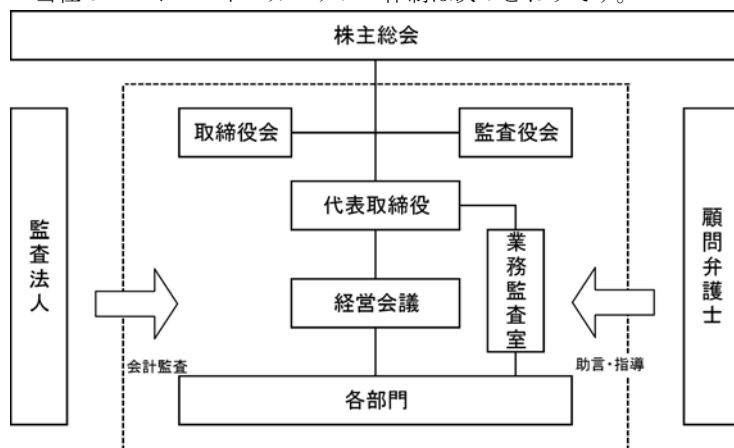 株主総会
取締役会
監査役会
代表取締役
監査法人
業務監査室
顧問弁護士
経営会議
会計監査
助言・指導
各部門